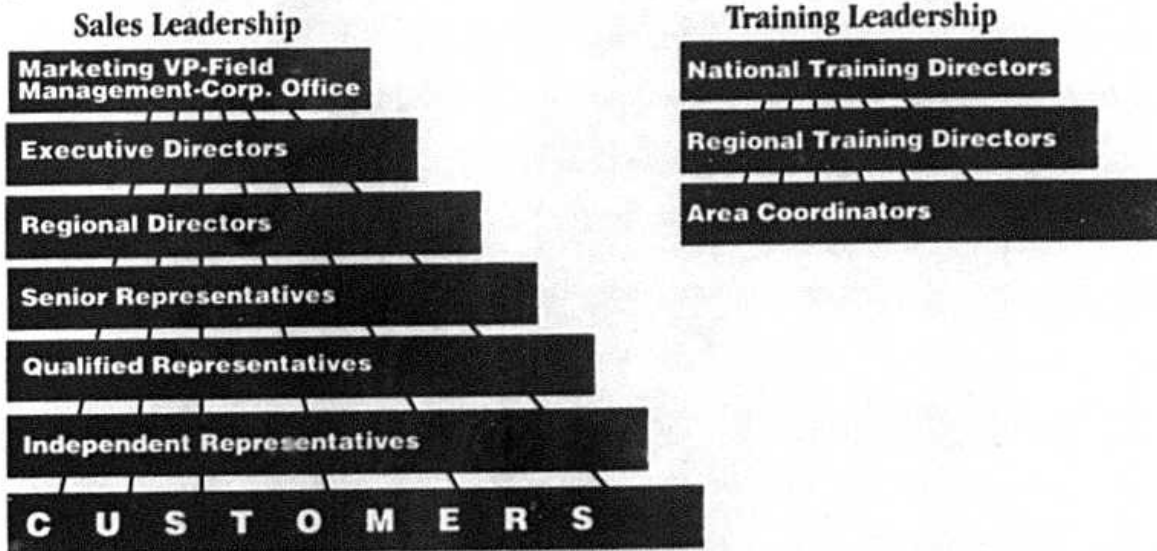 Sales Leadership
Marketing VP-Field
Management-Corp. Office
Executive Directors
Regional Directors
Senior Representatives
Qualified Representatives
Independent Representatives
CUSTOMERS
Training Leadership
National Training Directors
Regional Training Directors
Area Coordinators